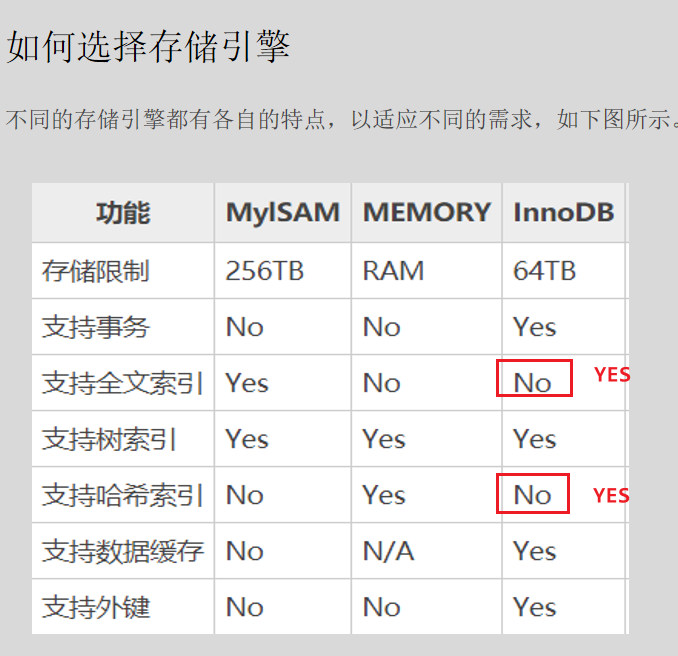 如何选择存储引擎
不同的存储引擎都有各自的特点，以适应不同的需求，如下图所示。
功能 MyISAM MEMORY InnoDB
存储限制 256TB RAM 64TB
支持事务 No No Yes
支持全文索引 Yes No No YES
支持树索引 Yes Yes Yes
支持哈希索引 No Yes No YES
支持数据缓存 No N/A Yes
支持外键 No No Yes